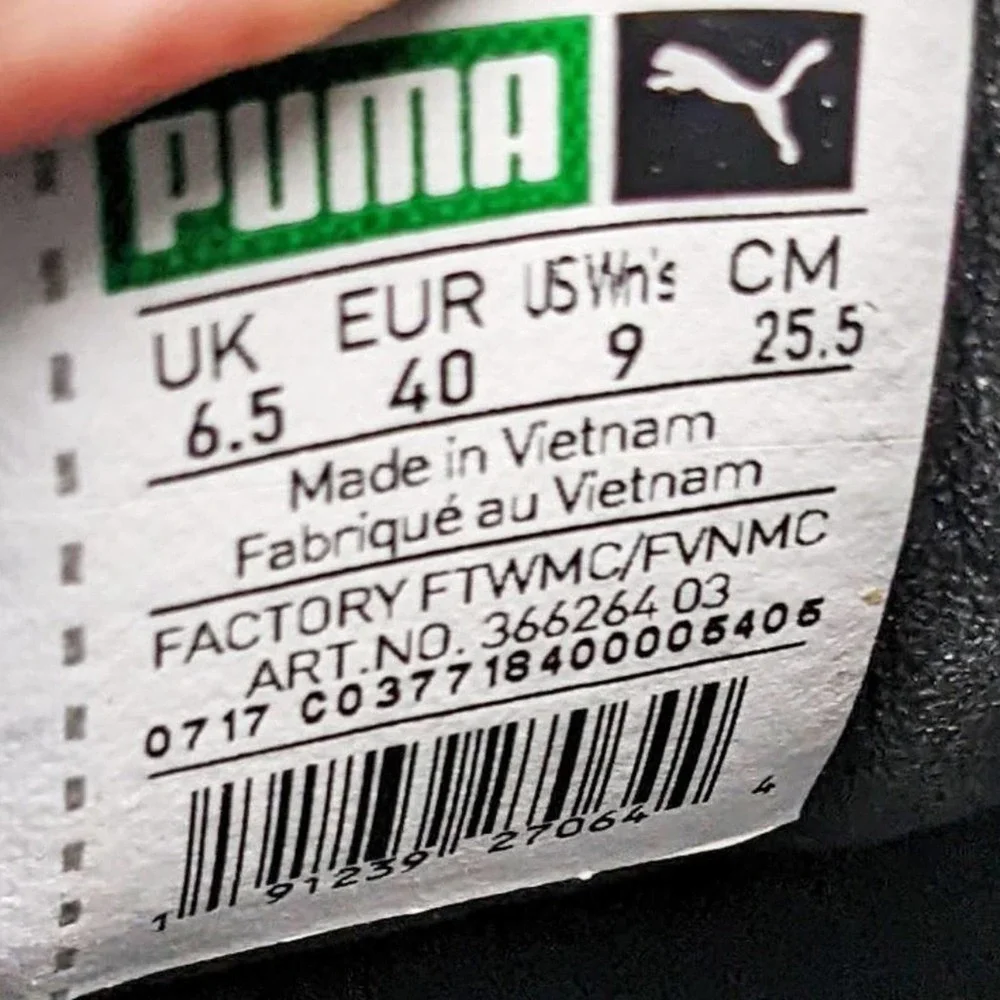 PUMA
UK EUR US Wn's CM
6.5 40 9 25.5
Made in Vietnam
Fabriqué au Vietnam
FACTORY FTWMC/FVNMC
ART.NO. 366264 03
0717 C037718400005405
1 91239 27064 4